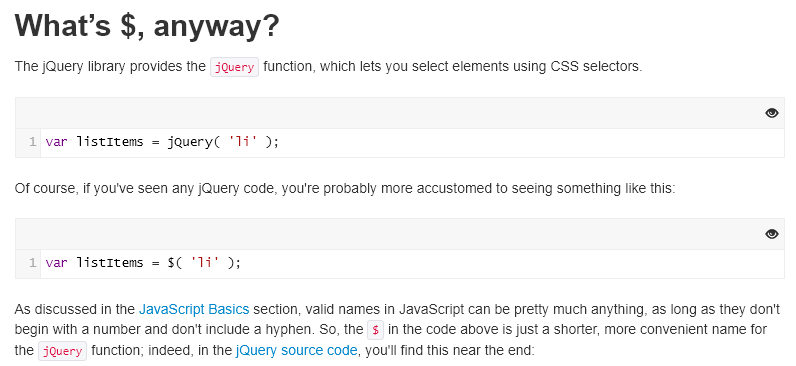 What’s $, anyway?
The jQuery library provides the jQuery function, which lets you select elements using CSS selectors.
1 var listItems = jQuery( 'li' );
Of course, if you've seen any jQuery code, you're probably more accustomed to seeing something like this:
1 var listItems = $( 'li' );
As discussed in the JavaScript Basics section, valid names in JavaScript can be pretty much anything, as long as they don't
begin with a number and don't include a hyphen. So, the $ in the code above is just a shorter, more convenient name for
the jQuery function; indeed, in the jQuery source code, you'll find this near the end: